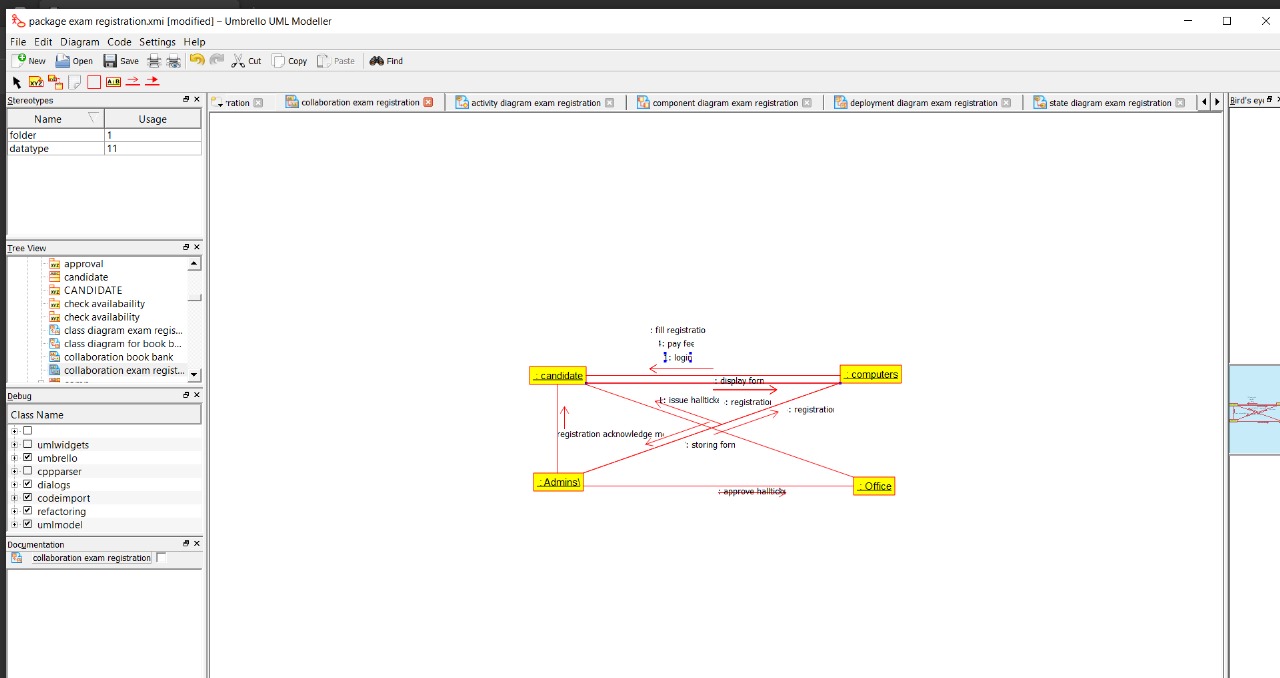 package exam registration.xmi [modified] – Umbrello UML Modeller
File Edit Diagram Code Settings Help
New Open Save Cut Copy Paste Find
XYZ A↓B
Stereotypes
Name Usage
folder 1
datatype 11
Tree View
approval
candidate
CANDIDATE
check availabaility
check availability
class diagram exam regis...
class diagram for book b...
collaboration book bank
collaboration exam regist...
Debug
Class Name
umlwidgets
umbrello
cppparser
dialogs
codeimport
refactoring
umlmodel
Documentation
collaboration exam registration
'ration collaboration exam registration activity diagram exam registration component diagram exam registration deployment diagram exam registration state diagram exam registration
Bird's eye
: fill registratio
: pay fee
: login
: candidate
: computers
: display form
: issue halltick
: registratio
: registration
registration acknowledge m
: storing form
: Admins\
: Office
: approve halltick